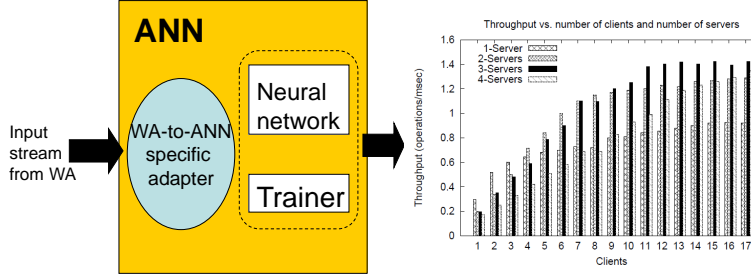 ANN
Input
stream
from WA
WA-to-ANN
specific
adapter
Neural
network
Trainer
Throughput vs. number of clients and number of servers
Throughput (operations/msec)
1.6
1.4
1.2
1
0.8
0.6
0.4
0.2
0
1-Server
2-Servers
3-Servers
4-Servers
1 2 3 4 5 6 7 8 9 10 11 12 13 14 15 16 17
Clients